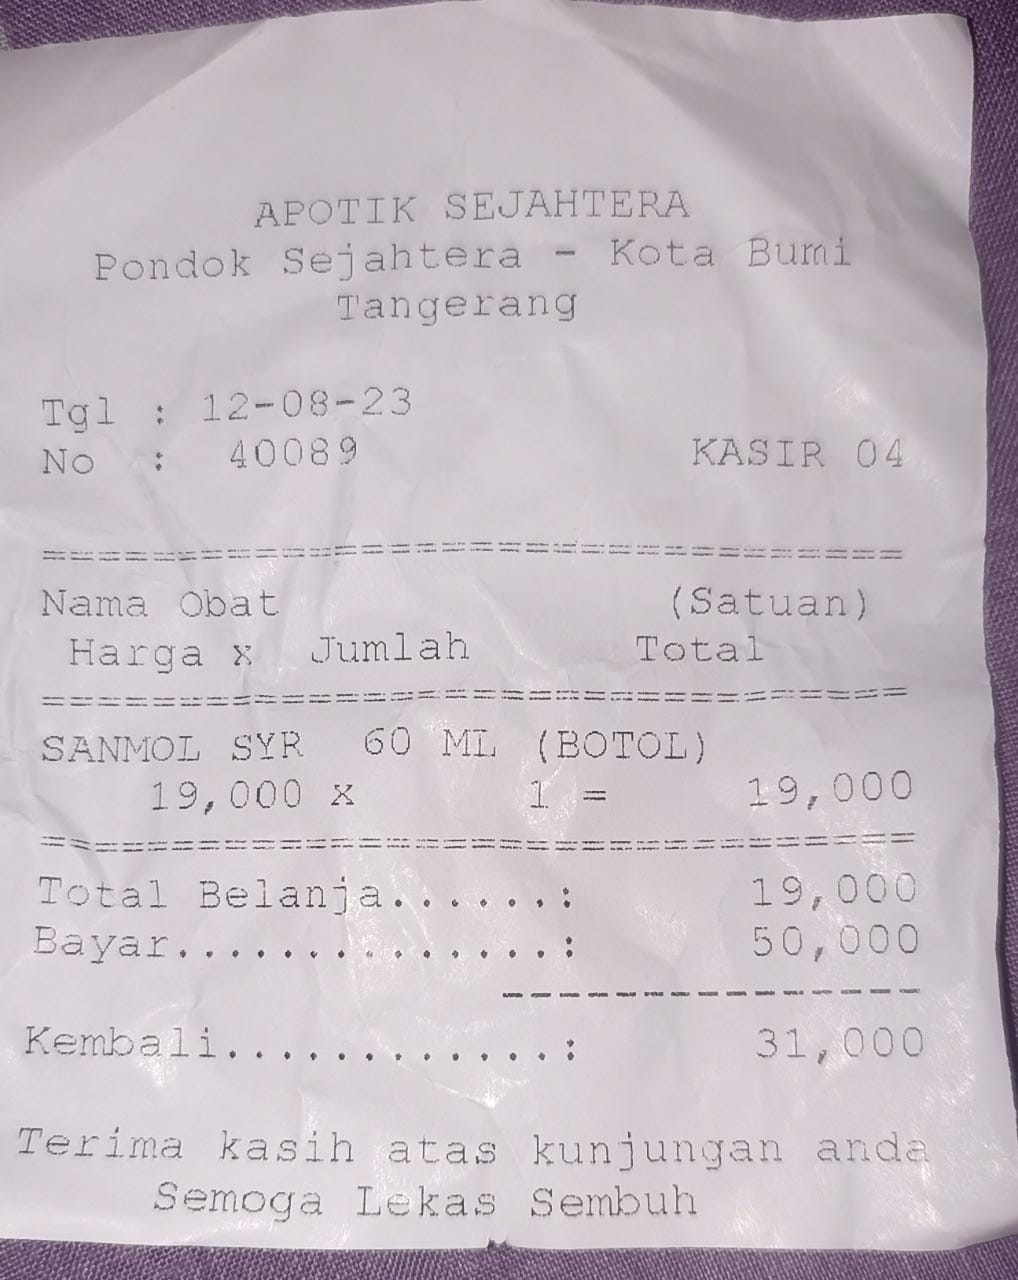 APOTIK SEJAHTERA
Pondok Sejahtera - Kota Bumi
Tangerang
Tgl : 12-08-23
No : 40089 KASIR 04
================================
Nama Obat (Satuan)
Harga x Jumlah Total
================================
SANMOL SYR 60 ML (BOTOL)
19,000 x 1 = 19,000
================================
Total Belanja.......: 19,000
Bayar...............: 50,000
----------------
Kembali.............: 31,000
Terima kasih atas kunjungan anda
Semoga Lekas Sembuh